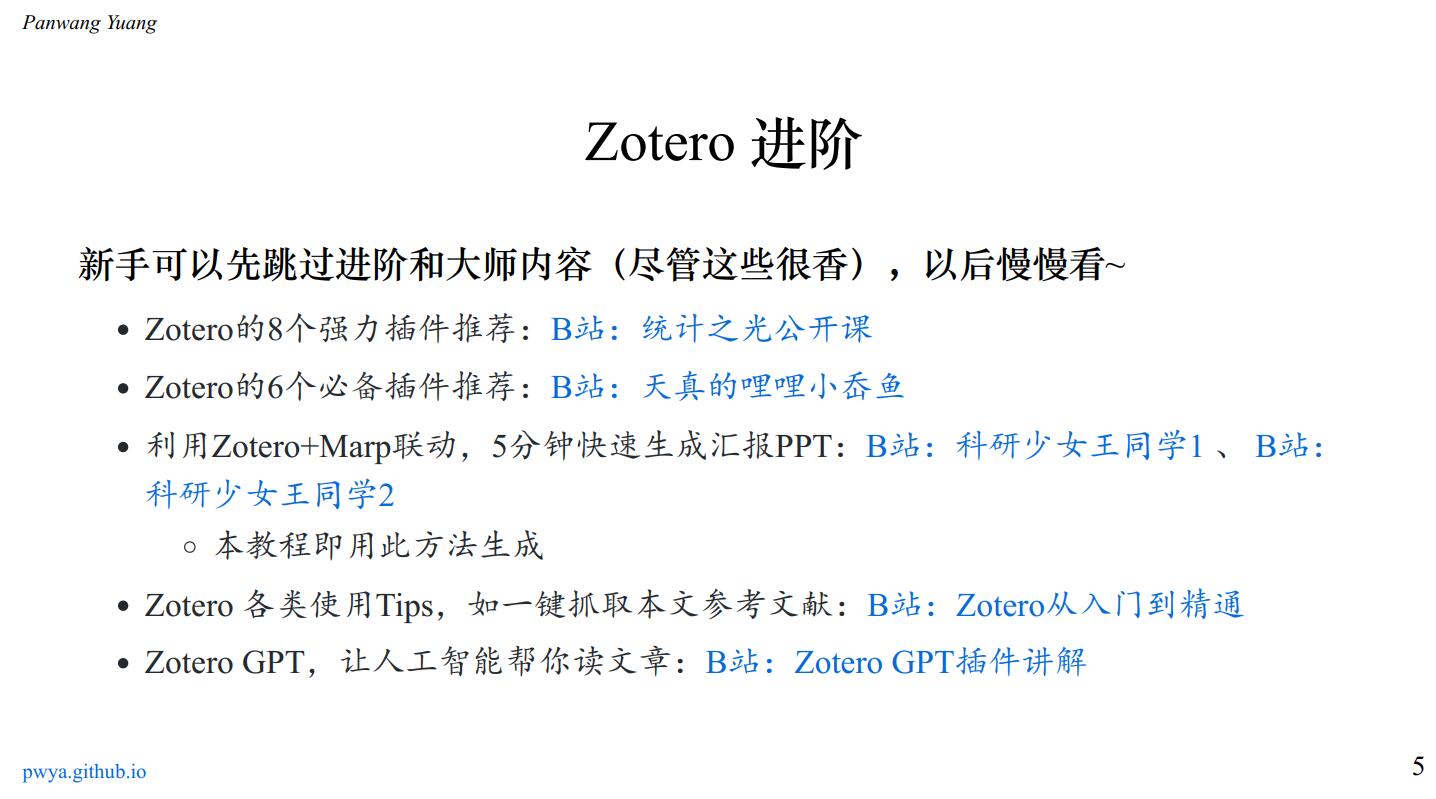 Panwang Yuang
Zotero 进阶
新手可以先跳过进阶和大师内容（尽管这些很香），以后慢慢看~
Zotero的8个强力插件推荐：B站：统计之光公开课
Zotero的6个必备插件推荐：B站：天真的哩哩小岙鱼
利用Zotero+Marp联动，5分钟快速生成汇报PPT：B站：科研少女王同学1 、 B站：
科研少女王同学2
本教程即用此方法生成
Zotero 各类使用Tips，如一键抓取本文参考文献：B站：Zotero从入门到精通
Zotero GPT，让人工智能帮你读文章：B站：Zotero GPT插件讲解
pwya.github.io
5